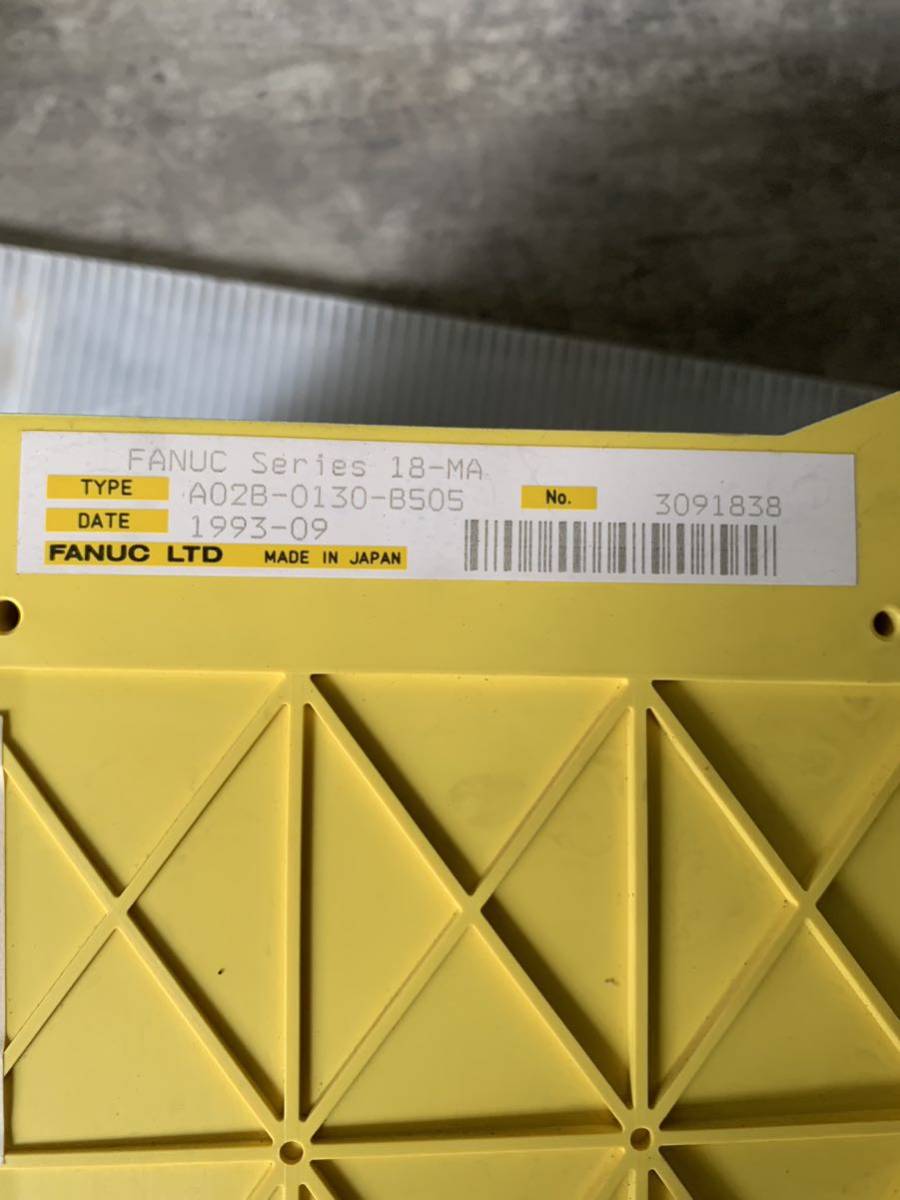 FANUC Series 18-MA
TYPE A02B-0130-B505 No. 3091838
DATE 1993-09
FANUC LTD MADE IN JAPAN